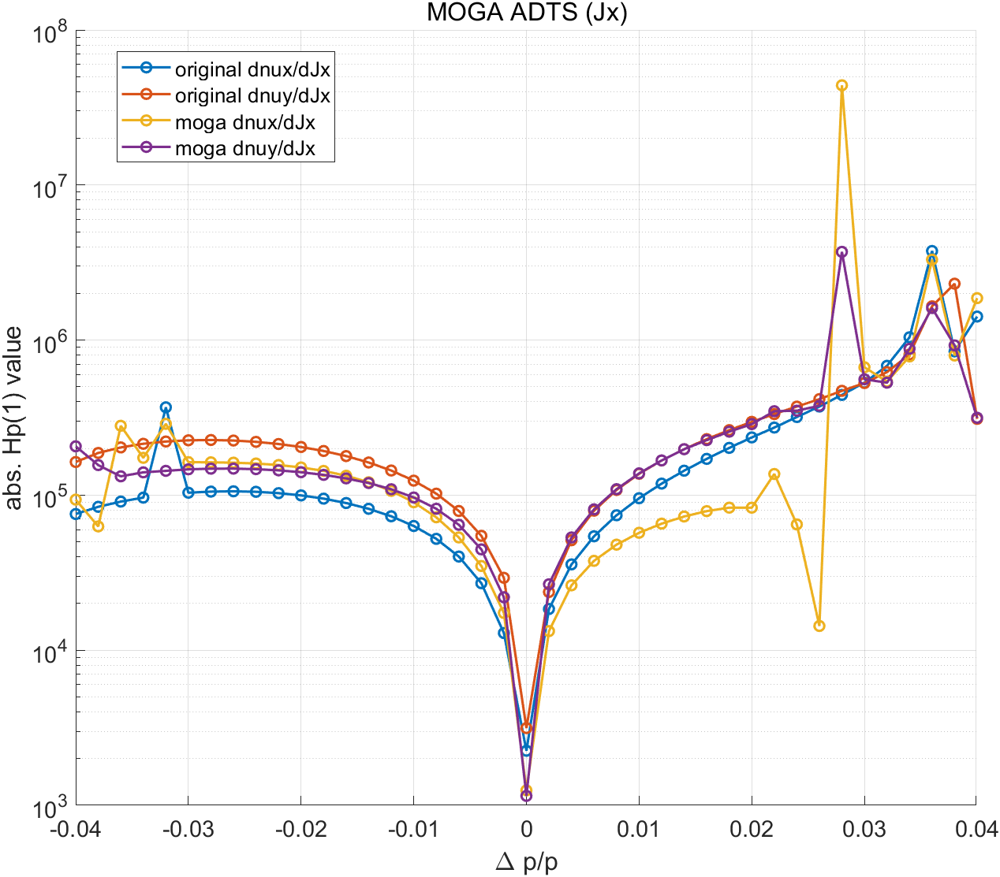 MOGA ADTS (Jx)
original dnux/dJx
original dnuy/dJx
moga dnux/dJx
moga dnuy/dJx
abs. Hp(1) value
10^8
10^7
10^6
10^5
10^4
10^3
-0.04 -0.03 -0.02 -0.01 0 0.01 0.02 0.03 0.04
Δ p/p